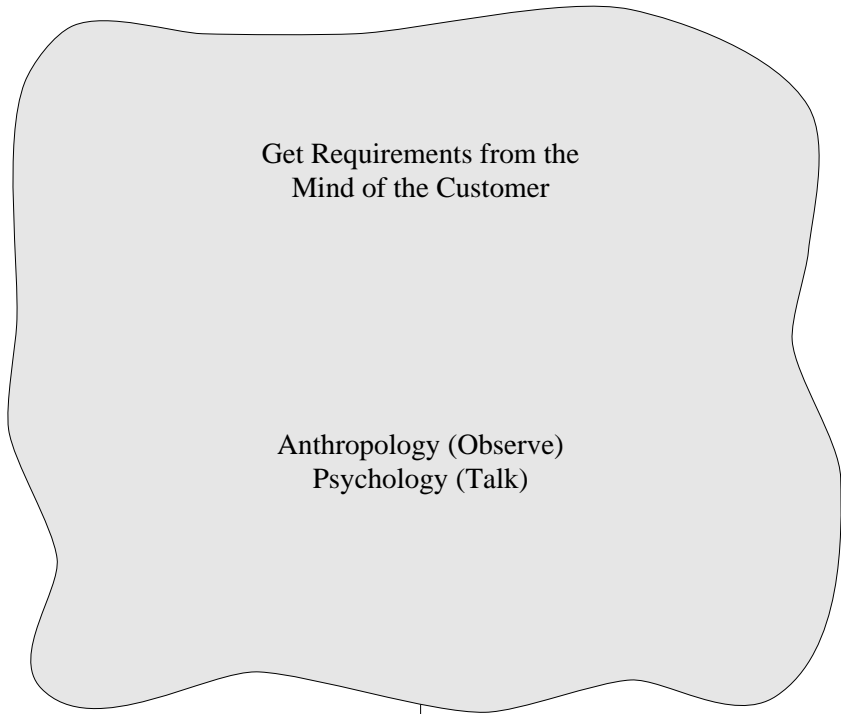 Get Requirements from the
Mind of the Customer
Anthropology (Observe)
Psychology (Talk)